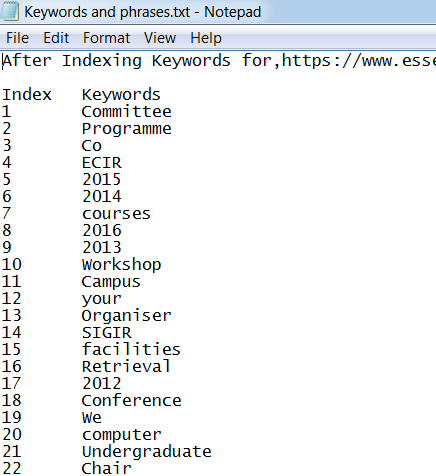 Keywords and phrases.txt - Notepad
File Edit Format View Help
After Indexing Keywords for,https://www.esse
Index Keywords
1 Committee
2 Programme
3 Co
4 ECIR
5 2015
6 2014
7 courses
8 2016
9 2013
10 Workshop
11 Campus
12 your
13 Organiser
14 SIGIR
15 facilities
16 Retrieval
17 2012
18 Conference
19 We
20 computer
21 Undergraduate
22 Chair